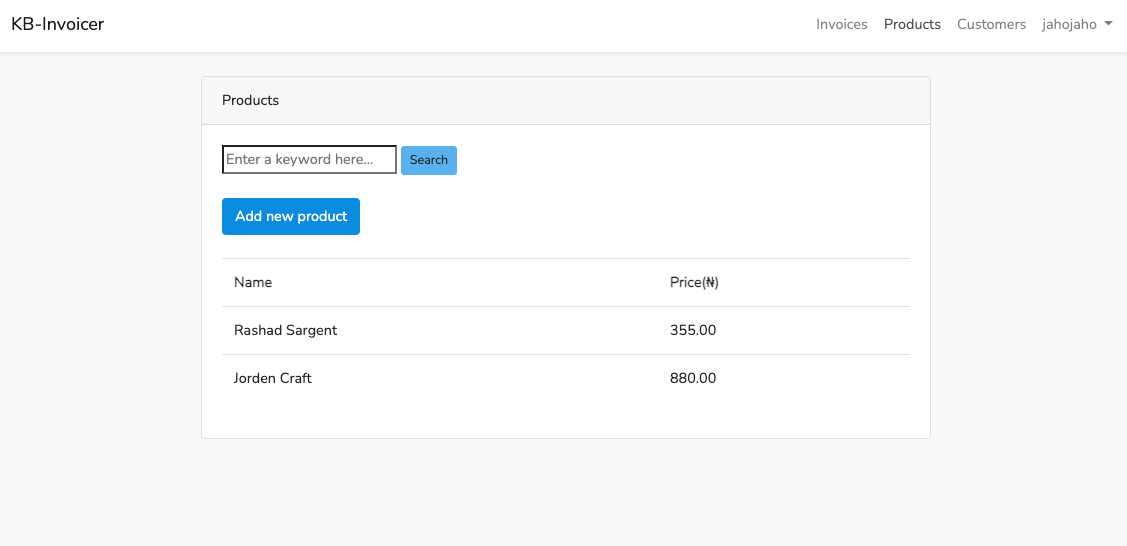 KB-Invoicer Invoices Products Customers jahojaho
Products
Enter a keyword here... Search
Add new product
Name Price(₦)
Rashad Sargent 355.00
Jorden Craft 880.00